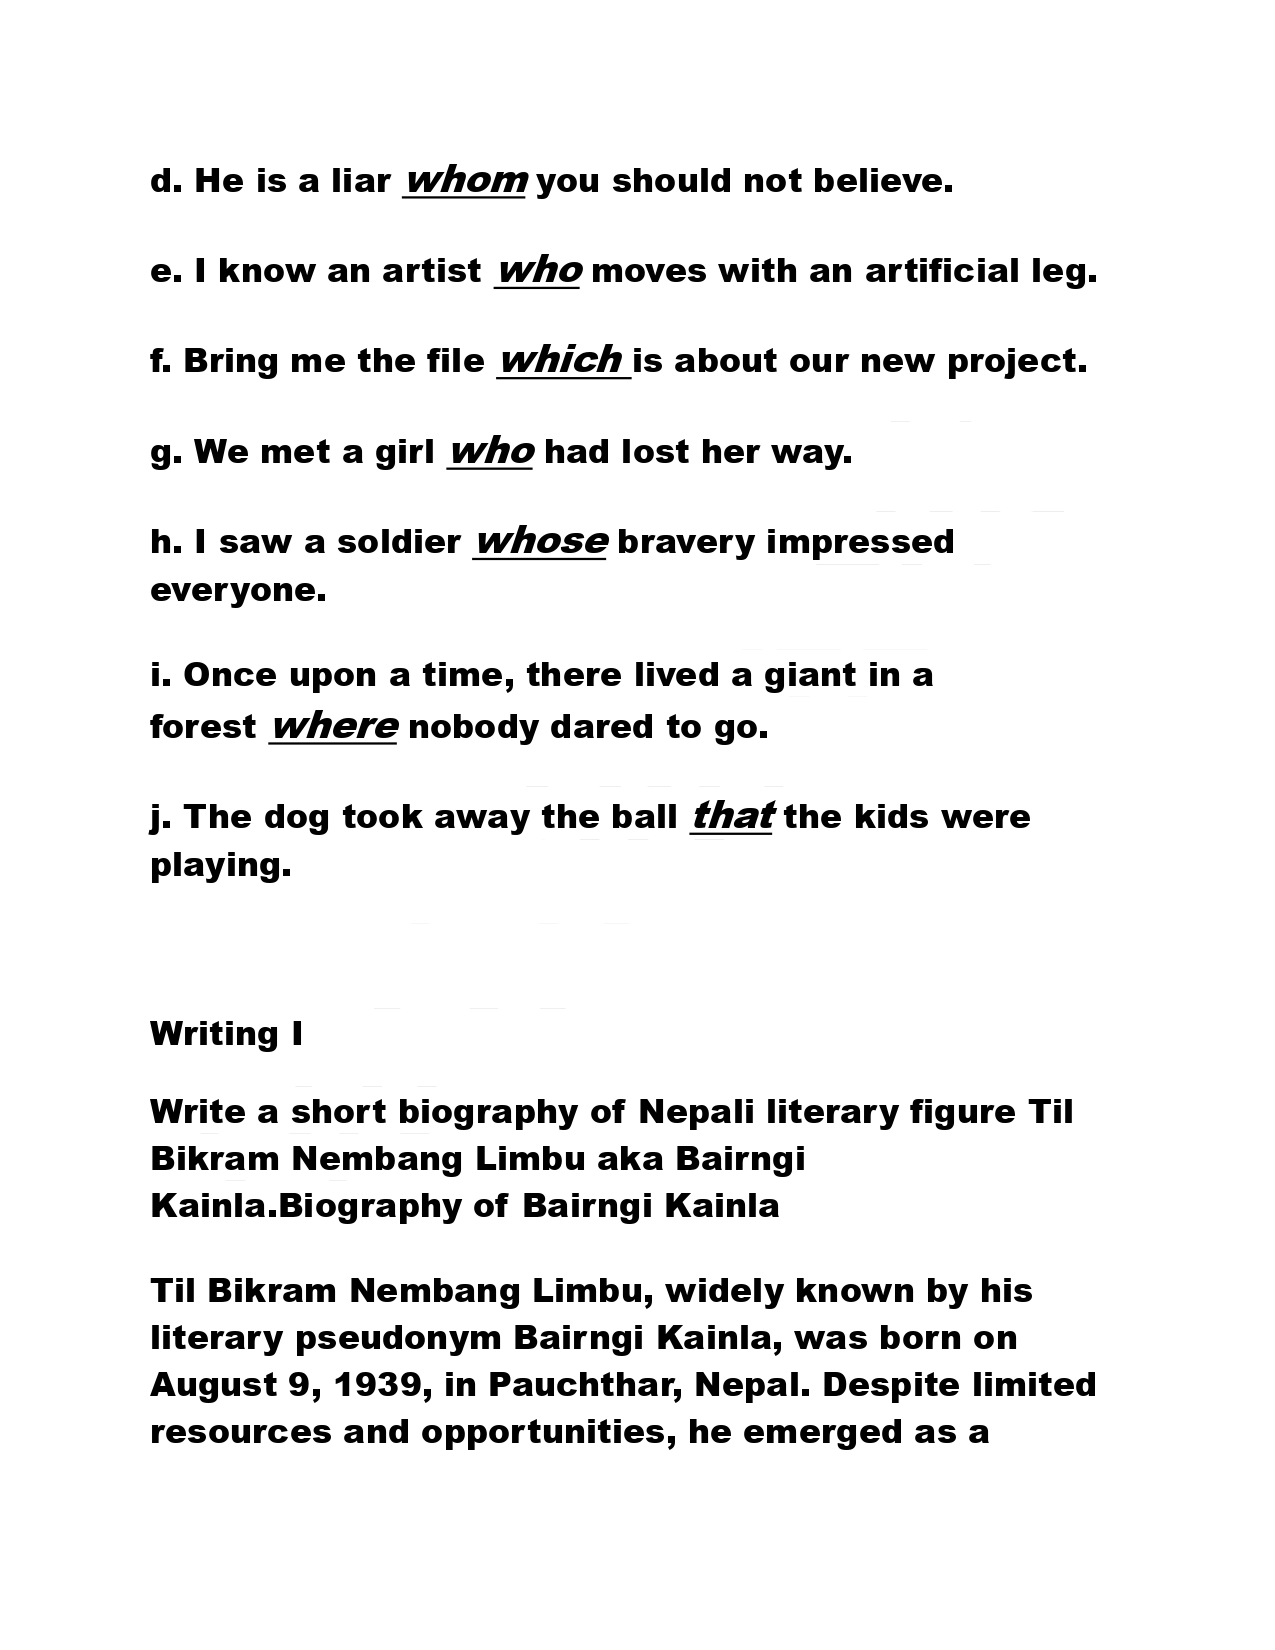 d. He is a liar whom you should not believe.
e. I know an artist who moves with an artificial leg.
f. Bring me the file which is about our new project.
g. We met a girl who had lost her way.
h. I saw a soldier whose bravery impressed
everyone.
i. Once upon a time, there lived a giant in a
forest where nobody dared to go.
j. The dog took away the ball that the kids were
playing.
Writing I
Write a short biography of Nepali literary figure Til
Bikram Nembang Limbu aka Bairngi
Kainla.Biography of Bairngi Kainla
Til Bikram Nembang Limbu, widely known by his
literary pseudonym Bairngi Kainla, was born on
August 9, 1939, in Pauchthar, Nepal. Despite limited
resources and opportunities, he emerged as a